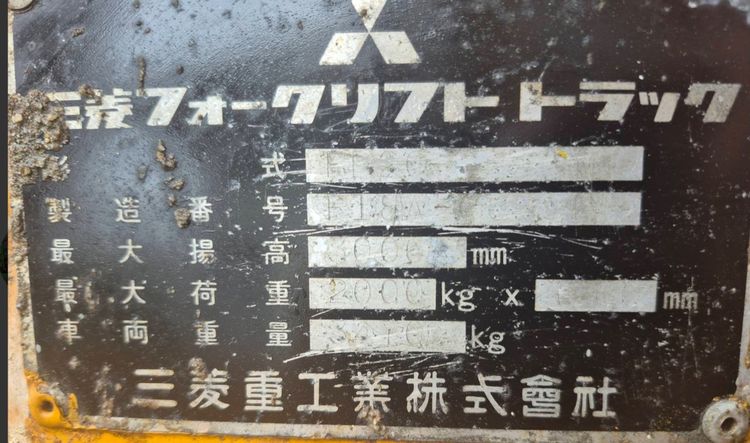 三菱フォークリフトトラック
式
製造番号
最大揚高 mm
最大荷重 2000 kg x mm
車両重量 kg
三菱重工業株式會社